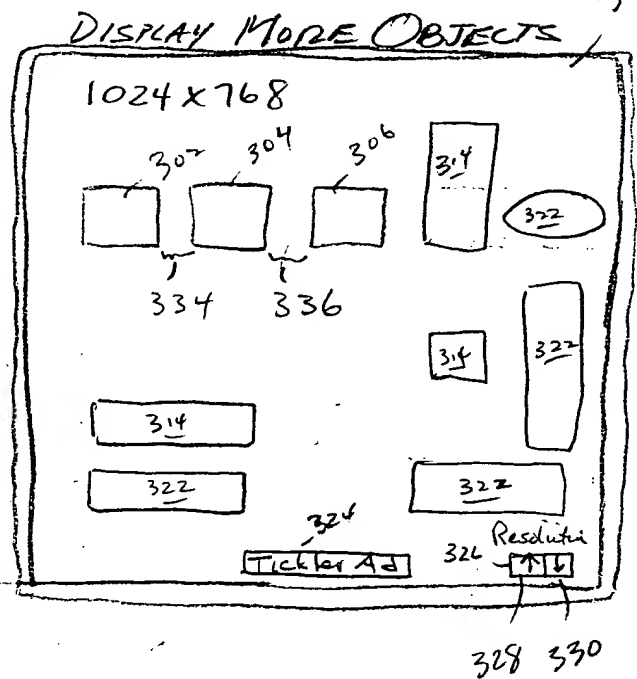 DISPLAY MORE OBJECTS
1024 x 768
302 304 306 314
322
334 336
314 322
314
322 322
324
Tickler Ad 326 Resolution
↑ ↓
328 330